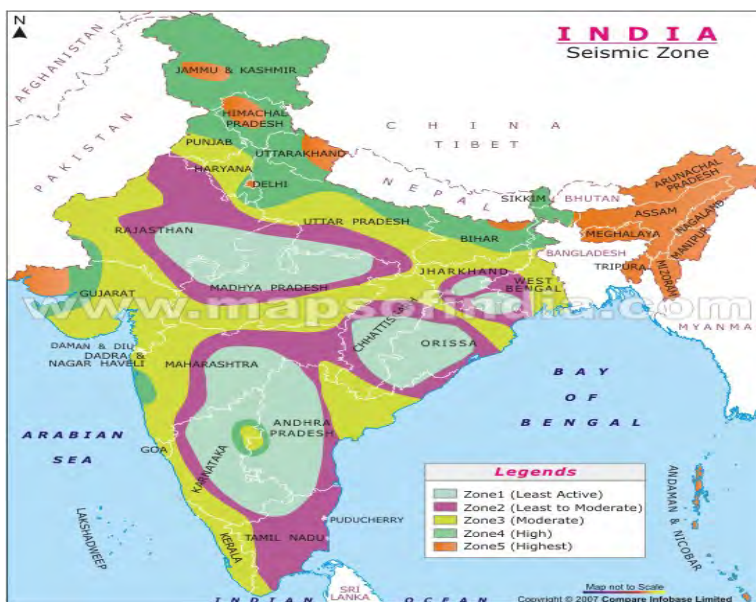 N
I N D I A
Seismic Zone
AFGHANISTAN
JAMMU & KASHMIR
PAKISTAN
HIMACHAL
PRADESH
C H I N A
TIBET
PUNJAB
UTTARAKHAND
HARYANA
DELHI
NEPAL
SIKKIM
BHUTAN
ARUNACHAL
PRADESH
RAJASTHAN
UTTAR PRADESH
ASSAM
NAGALAND
BIHAR
MEGHALAYA
MANIPUR
BANGLADESH
JHARKHAND
TRIPURA
MIZORAM
GUJARAT
MADHYA PRADESH
WEST
BENGAL
www.mapsofindia.com
CHHATTISGARH
MYANMA
DAMAN & DIU
DADRA &
NAGAR HAVELI
MAHARASHTRA
ORISSA
BAY
OF
BENGAL
ARABIAN
SEA
ANDHRA
PRADESH
GOA
KARNATAKA
Legends
Zone1 (Least Active)
Zone2 (Least to Moderate)
Zone3 (Moderate)
Zone4 (High)
Zone5 (Highest)
ANDAMAN & NICOBAR
LAKSHADWEEP
PUDUCHERRY
KERALA
TAMIL NADU
SRI
LANKA
Map not to Scale
INDIAN OCEAN
Copyright © 2007 Compare Infobase Limited